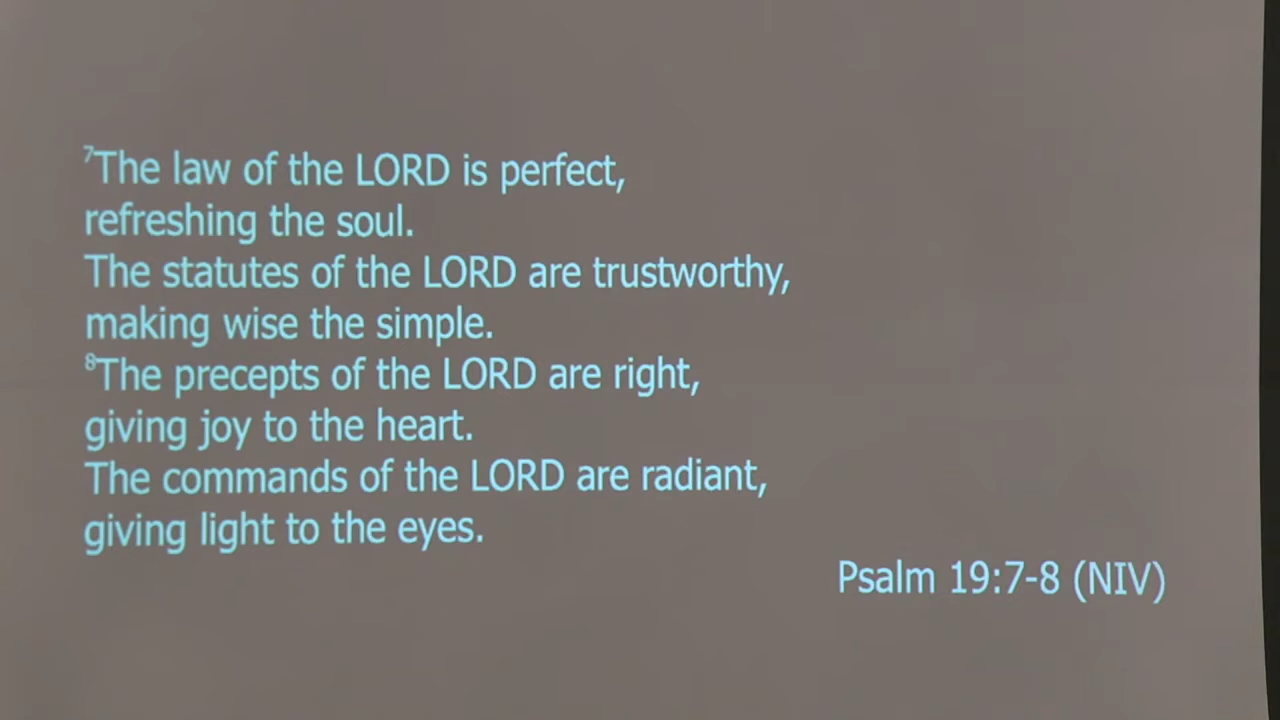 ⁷The law of the LORD is perfect,
refreshing the soul.
The statutes of the LORD are trustworthy,
making wise the simple.
⁸The precepts of the LORD are right,
giving joy to the heart.
The commands of the LORD are radiant,
giving light to the eyes.
Psalm 19:7-8 (NIV)